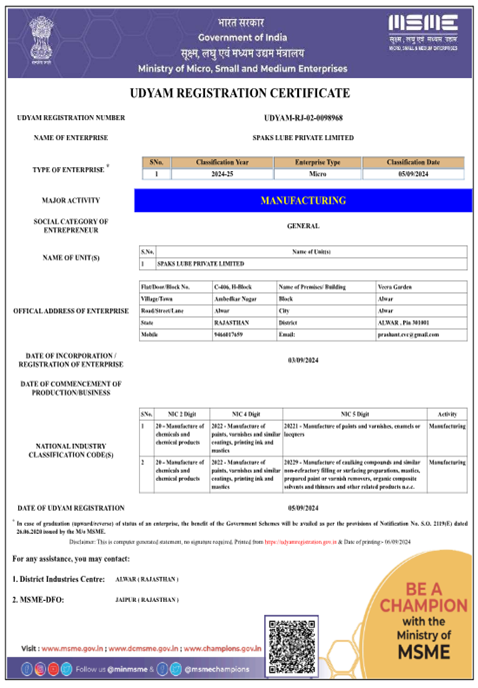 भारत सरकार
Government of India
सूक्ष्म, लघु एवं मध्यम उद्यम मंत्रालय
Ministry of Micro, Small and Medium Enterprises
MSME
सूक्ष्म, लघु एवं मध्यम उद्यम
MICRO, SMALL & MEDIUM ENTERPRISES
UDYAM REGISTRATION CERTIFICATE
UDYAM REGISTRATION NUMBER UDYAM-RJ-02-0098968
NAME OF ENTERPRISE SPAKS LUBE PRIVATE LIMITED
TYPE OF ENTERPRISE *
SNo. Classification Year Enterprise Type Classification Date
1 2024-25 Micro 05/09/2024
MAJOR ACTIVITY MANUFACTURING
SOCIAL CATEGORY OF
ENTREPRENEUR
GENERAL
NAME OF UNIT(S)
S.No. Name of Unit(s)
1 SPAKS LUBE PRIVATE LIMITED
OFFICAL ADDRESS OF ENTERPRISE
Flat/Door/Block No. C-406, H-Block Name of Premises/ Building Veera Garden
Village/Town Ambedkar Nagar Block Alwar
Road/Street/Lane Alwar City Alwar
State RAJASTHAN District ALWAR , Pin 301001
Mobile 9466017659 Email: prashant.zvc@gmail.com
DATE OF INCORPORATION /
REGISTRATION OF ENTERPRISE
03/09/2024
DATE OF COMMENCEMENT OF
PRODUCTION/BUSINESS
NATIONAL INDUSTRY
CLASSIFICATION CODE(S)
SNo. NIC 2 Digit NIC 4 Digit NIC 5 Digit Activity
1 20 - Manufacture of chemicals and chemical products 2022 - Manufacture of paints, varnishes and similar coatings, printing ink and mastics 20221 - Manufacture of paints and varnishes, enamels or lacquers Manufacturing
2 20 - Manufacture of chemicals and chemical products 2022 - Manufacture of paints, varnishes and similar coatings, printing ink and mastics 20229 - Manufacture of caulking compounds and similar non-refractory filling or surfacing preparations, mastics, prepared paint or varnish removers, organic composite solvents and thinners and other related products n.e.c. Manufacturing
DATE OF UDYAM REGISTRATION 05/09/2024
* In case of graduation (upward/reverse) of status of an enterprise, the benefit of the Government Schemes will be availed as per the provisions of Notification No. S.O. 2119(E) dated
26.06.2020 issued by the M/o MSME.
Disclaimer: This is computer generated statement, no signature required. Printed from https://udyamregistration.gov.in & Date of printing:- 06/09/2024
For any assistance, you may contact:
1. District Industries Centre: ALWAR ( RAJASTHAN )
2. MSME-DFO: JAIPUR ( RAJASTHAN )
BE A
CHAMPION
with the
Ministry of
MSME
Visit : www.msme.gov.in ; www.dcmsme.gov.in ; www.champions.gov.in
Follow us @minmsme & @msmechampions